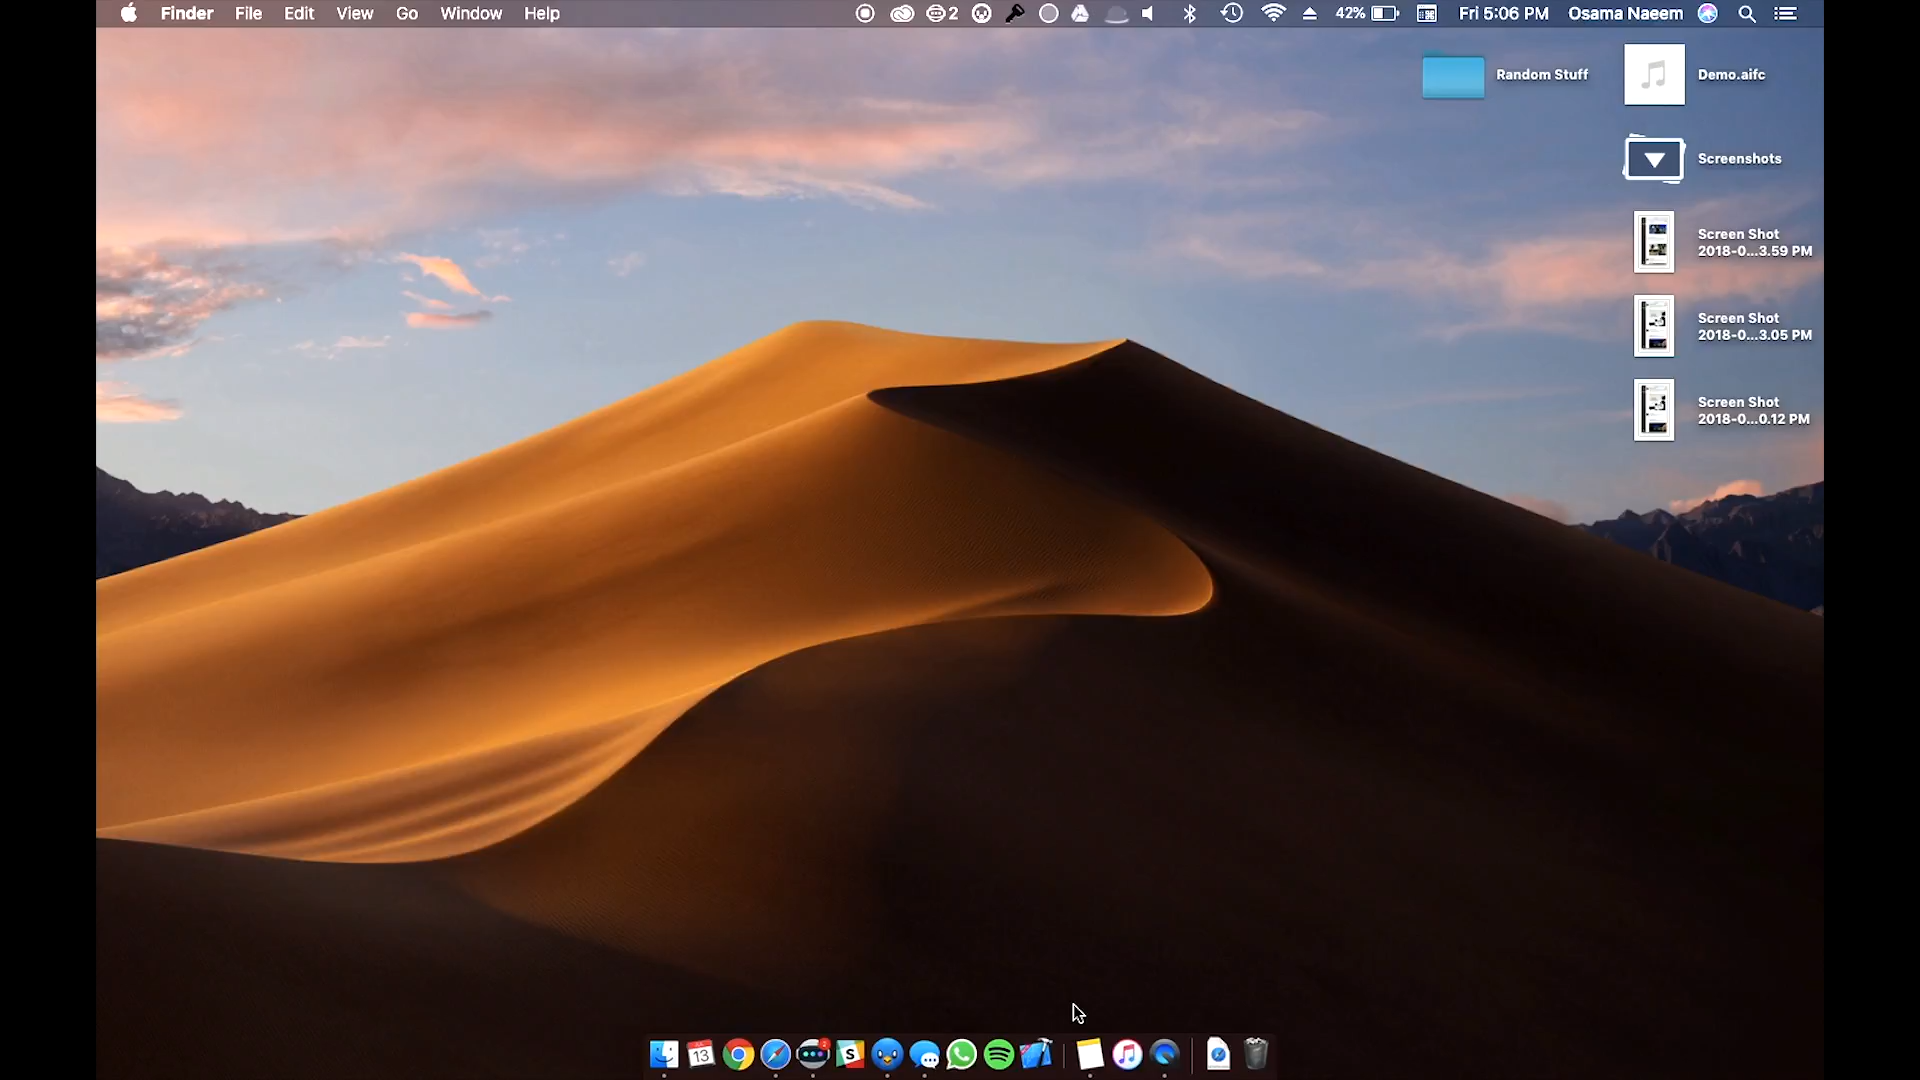 Finder File Edit View Go Window Help 2 42% Fri 5:06 PM Osama Naeem
Random Stuff
Demo.aifc
Screenshots
Screen Shot
2018-0...3.59 PM
Screen Shot
2018-0...3.05 PM
Screen Shot
2018-0...0.12 PM
13
2
S